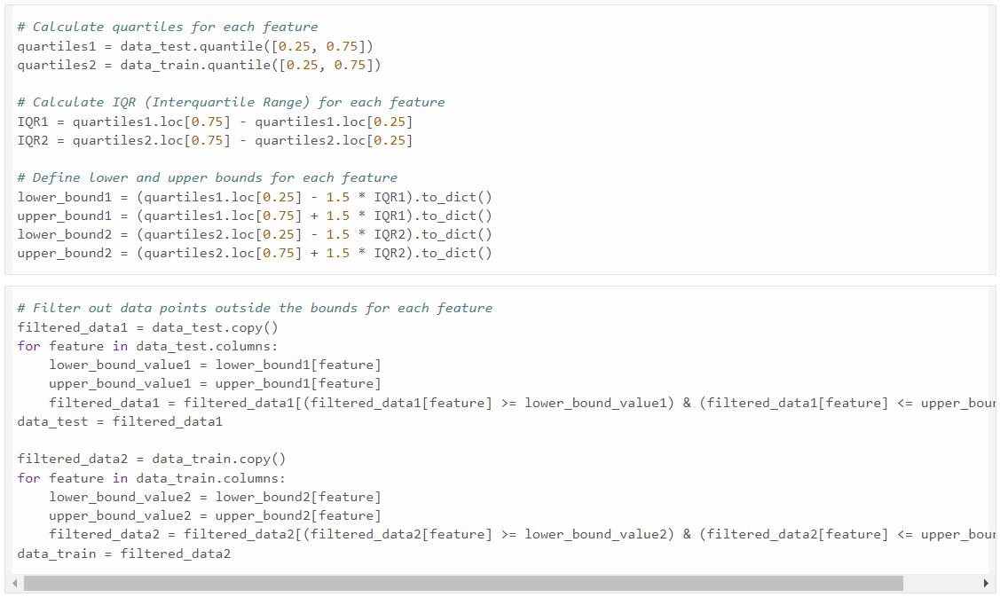 # Calculate quartiles for each feature
quartiles1 = data_test.quantile([0.25, 0.75])
quartiles2 = data_train.quantile([0.25, 0.75])
# Calculate IQR (Interquartile Range) for each feature
IQR1 = quartiles1.loc[0.75] - quartiles1.loc[0.25]
IQR2 = quartiles2.loc[0.75] - quartiles2.loc[0.25]
# Define lower and upper bounds for each feature
lower_bound1 = (quartiles1.loc[0.25] - 1.5 * IQR1).to_dict()
upper_bound1 = (quartiles1.loc[0.75] + 1.5 * IQR1).to_dict()
lower_bound2 = (quartiles2.loc[0.25] - 1.5 * IQR2).to_dict()
upper_bound2 = (quartiles2.loc[0.75] + 1.5 * IQR2).to_dict()
# Filter out data points outside the bounds for each feature
filtered_data1 = data_test.copy()
for feature in data_test.columns:
    lower_bound_value1 = lower_bound1[feature]
    upper_bound_value1 = upper_bound1[feature]
    filtered_data1 = filtered_data1[(filtered_data1[feature] >= lower_bound_value1) & (filtered_data1[feature] <= upper_bou
data_test = filtered_data1
filtered_data2 = data_train.copy()
for feature in data_train.columns:
    lower_bound_value2 = lower_bound2[feature]
    upper_bound_value2 = upper_bound2[feature]
    filtered_data2 = filtered_data2[(filtered_data2[feature] >= lower_bound_value2) & (filtered_data2[feature] <= upper_bou
data_train = filtered_data2